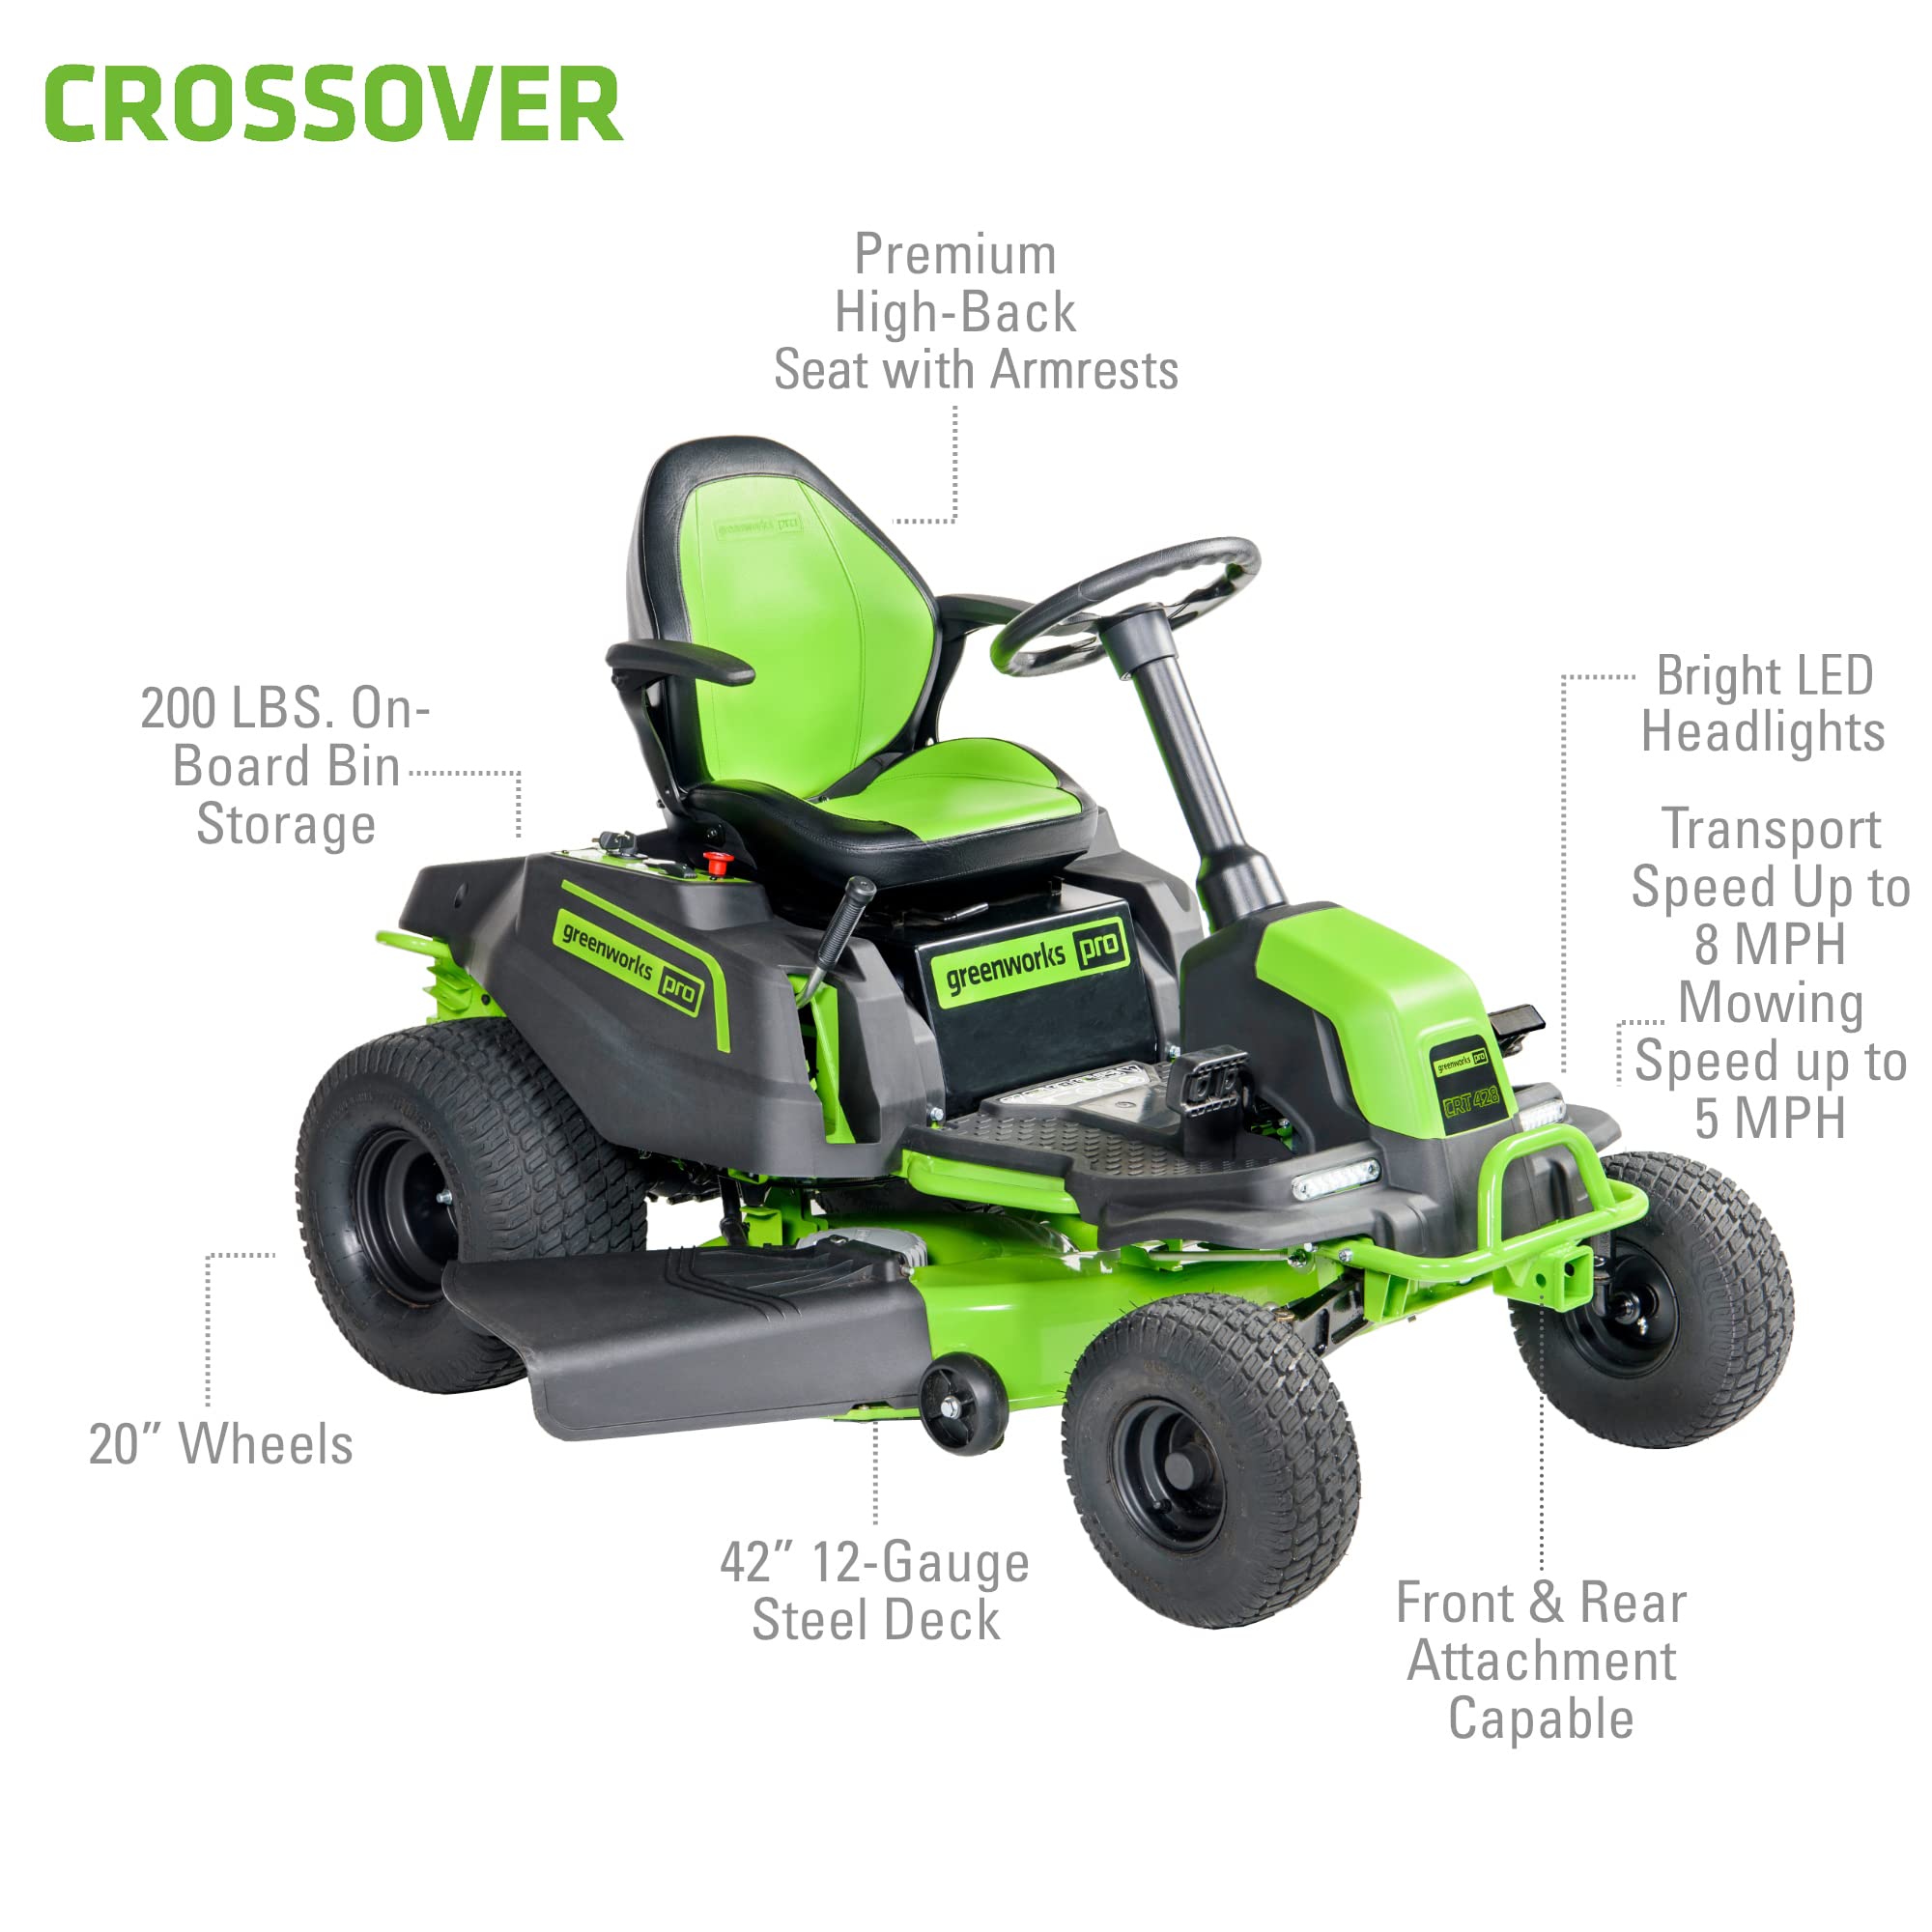 CROSSOVER
Premium
High-Back
Seat with Armrests
greenworks pro
200 LBS. On-
Board Bin
Storage
Bright LED
Headlights
Transport
Speed Up to
8 MPH
Mowing
Speed up to
5 MPH
greenworks pro
greenworks pro
greenworks pro
CRT 428
20” Wheels
42” 12-Gauge
Steel Deck
Front & Rear
Attachment
Capable